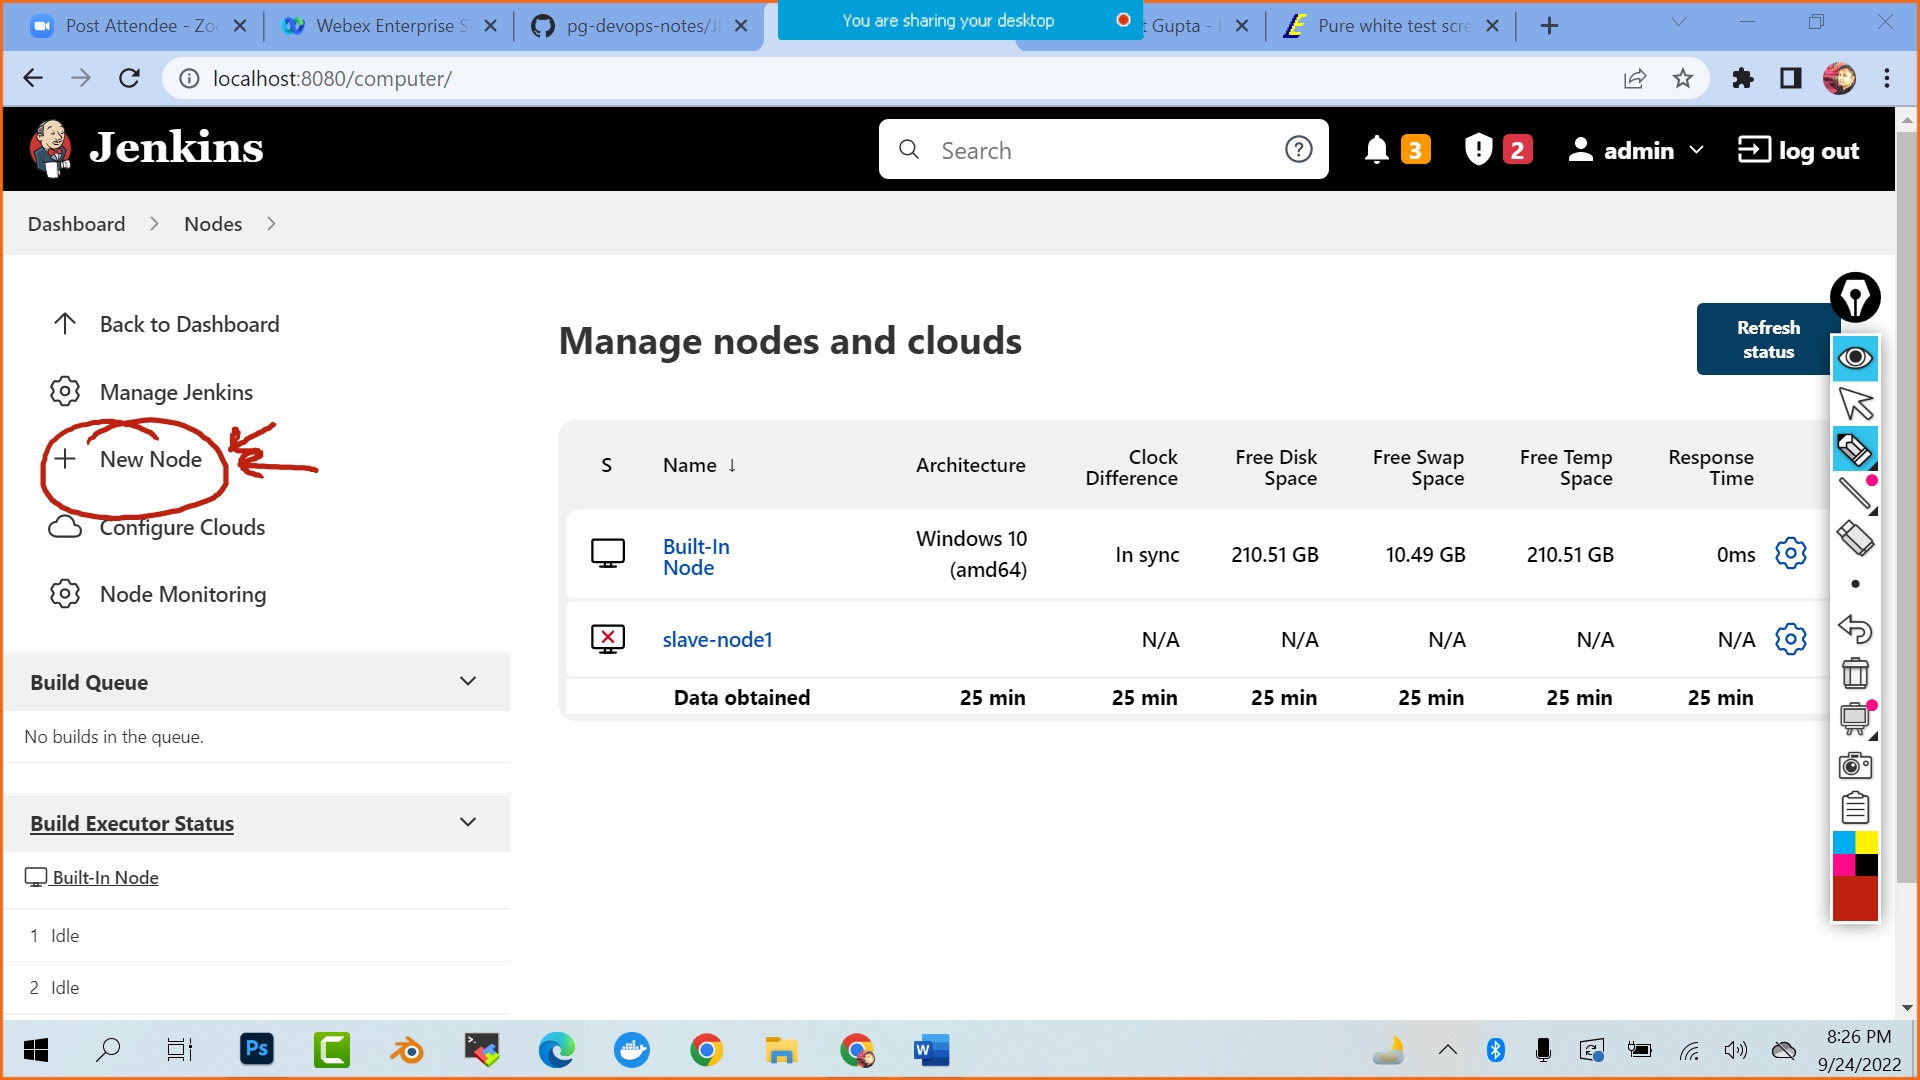 Post Attendee - Zoo
Webex Enterprise S
pg-devops-notes/JE
You are sharing your desktop
t Gupta - E
Pure white test scre
localhost:8080/computer/
Jenkins
Search
3
2
admin
log out
Dashboard
Nodes
Back to Dashboard
Manage Jenkins
New Node
Configure Clouds
Node Monitoring
Build Queue
No builds in the queue.
Build Executor Status
Built-In Node
1 Idle
2 Idle
Manage nodes and clouds
Refresh
status
S Name ↓ Architecture Clock Difference Free Disk Space Free Swap Space Free Temp Space Response Time
Built-In Node Windows 10 (amd64) In sync 210.51 GB 10.49 GB 210.51 GB 0ms
slave-node1 N/A N/A N/A N/A N/A
Data obtained 25 min 25 min 25 min 25 min 25 min 25 min
Ps
C
W
8:26 PM
9/24/2022